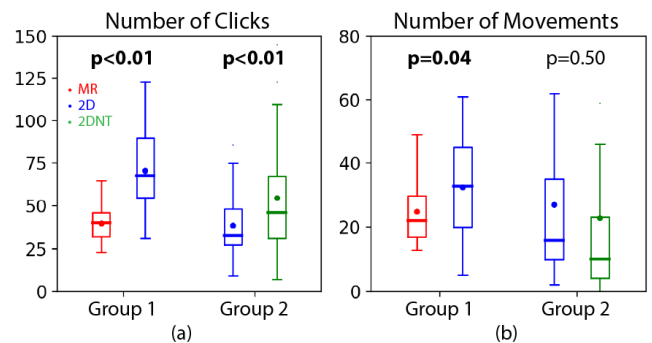 Number of Clicks
150
125
100
75
50
25
0
p<0.01
p<0.01
MR
2D
2DNT
Group 1
Group 2
(a)
Number of Movements
80
60
40
20
0
p=0.04
p=0.50
Group 1
Group 2
(b)